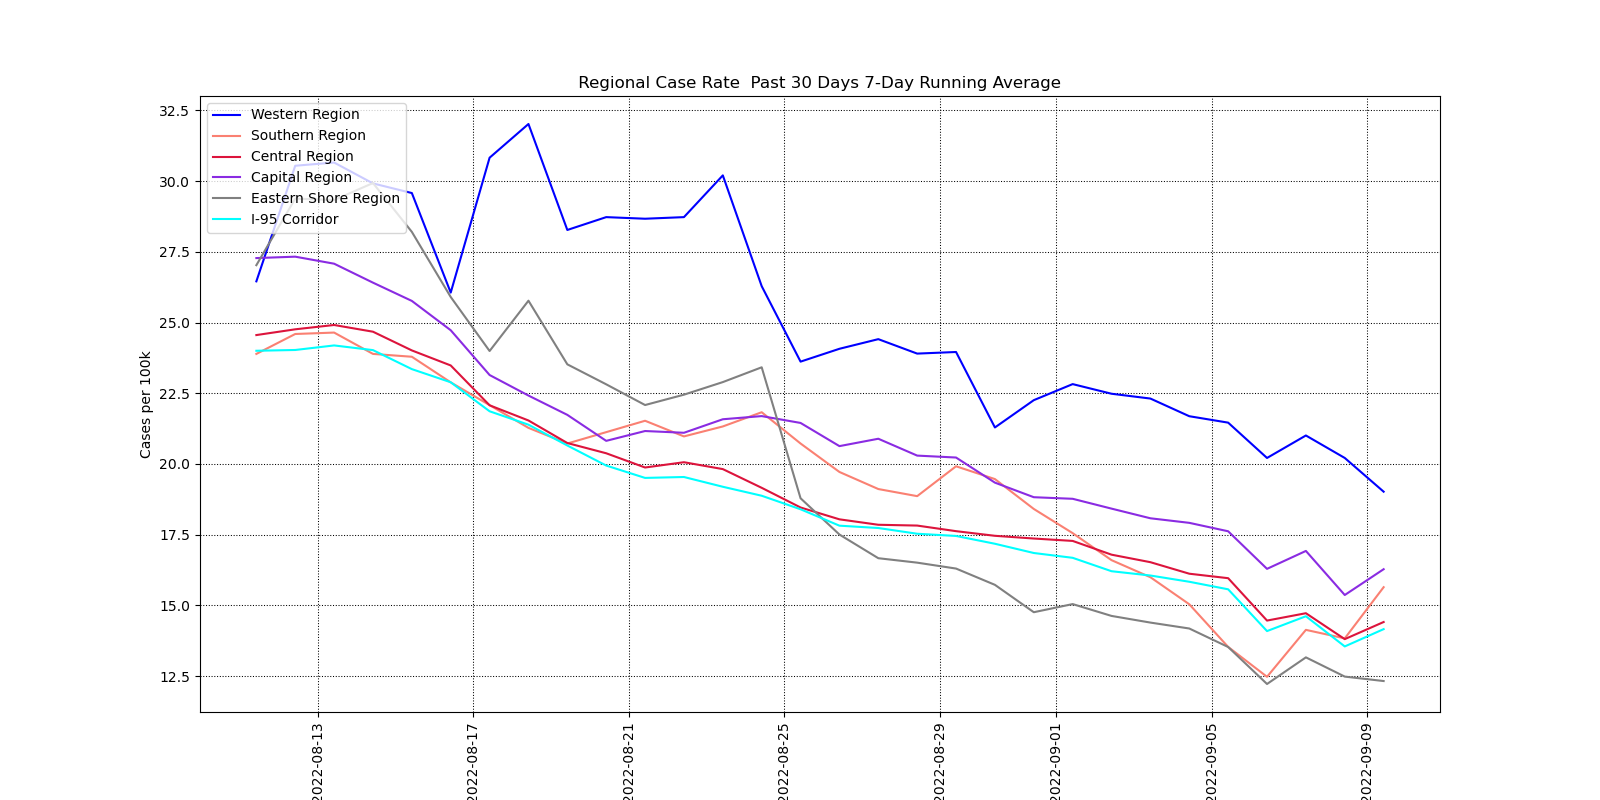 Regional Case Rate  Past 30 Days 7-Day Running Average
32.5
30.0
27.5
25.0
22.5
20.0
17.5
15.0
12.5
Cases per 100k
Western Region
Southern Region
Central Region
Capital Region
Eastern Shore Region
I-95 Corridor
2022-08-13
2022-08-17
2022-08-21
2022-08-25
2022-08-29
2022-09-01
2022-09-05
2022-09-09